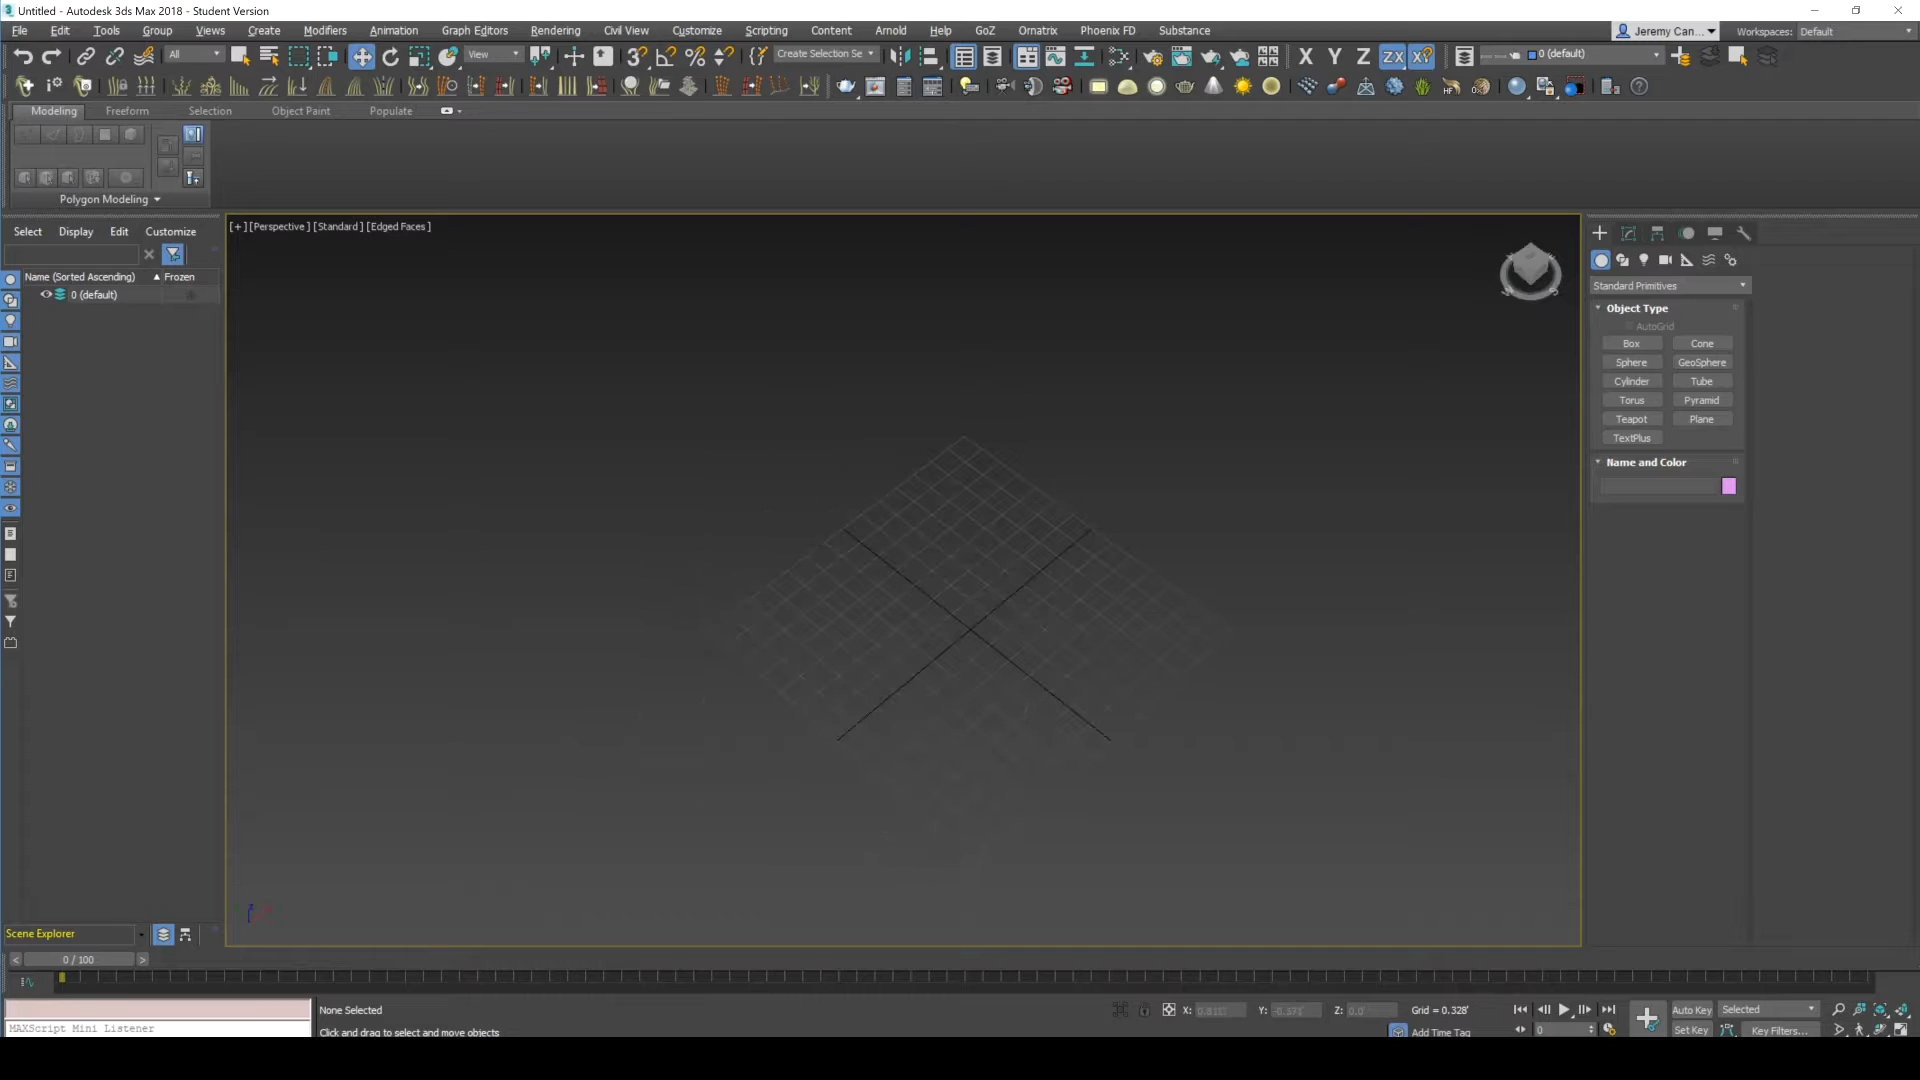 Untitled - Autodesk 3ds Max 2018 - Student Version
File Edit Tools Group Views Create Modifiers Animation Graph Editors Rendering Civil View Customize Scripting Content Arnold Help GoZ Ornatrix Phoenix FD Substance Jeremy Can... Workspaces: Default
All View Create Selection Se X Y Z ZX XY 0 (default)
Modeling Freeform Selection Object Paint Populate
Polygon Modeling
Select Display Edit Customize
[+] [Perspective ] [Standard ] [Edged Faces ]
Name (Sorted Ascending) Frozen
0 (default)
Standard Primitives
Object Type
AutoGrid
Box Cone
Sphere GeoSphere
Cylinder Tube
Torus Pyramid
Teapot Plane
TextPlus
Name and Color
Scene Explorer
< 0 / 100 >
None Selected X: Y: Z: 0.0' Grid = 0.328' Auto Key Selected
MAXScript Mini Listener
Click and drag to select and move objects Add Time Tag 0 Set Key Key Filters...